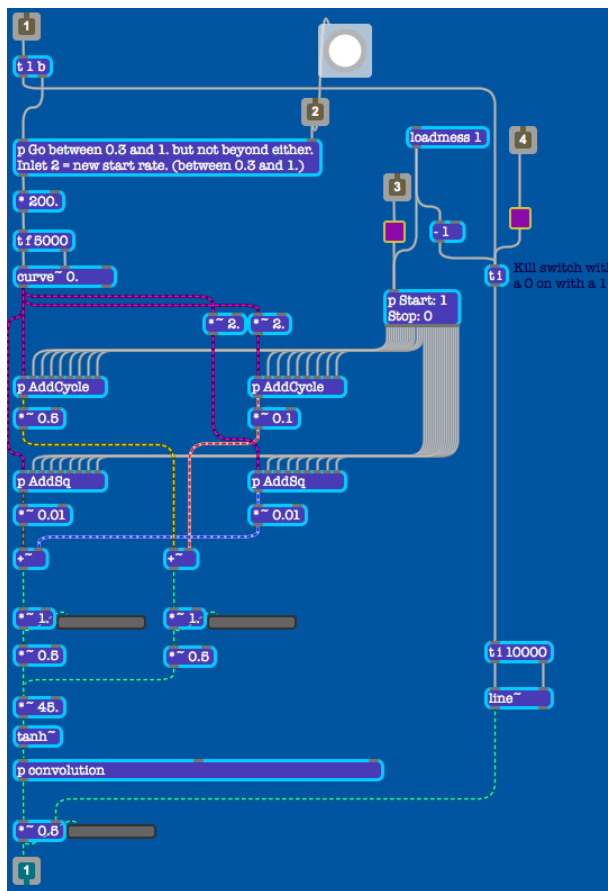 1
t 1 b
2
p Go between 0.3 and 1. but not beyond either.
Inlet 2 = new start rate. (between 0.3 and 1.)
loadmess 1
4
* 200.
3
- 1
t f 5000
curve~ 0.
t i
Kill switch with
a 0 on with a 1
p Start: 1
Stop: 0
*~ 2.
*~ 2.
p AddCycle
p AddCycle
*~ 0.5
*~ 0.1
p AddSq
p AddSq
*~ 0.01
*~ 0.01
+~
+~
*~ 1.
*~ 1.
*~ 0.5
*~ 0.5
t i 10000
line~
*~ 45.
tanh~
p convolution
*~ 0.5
1